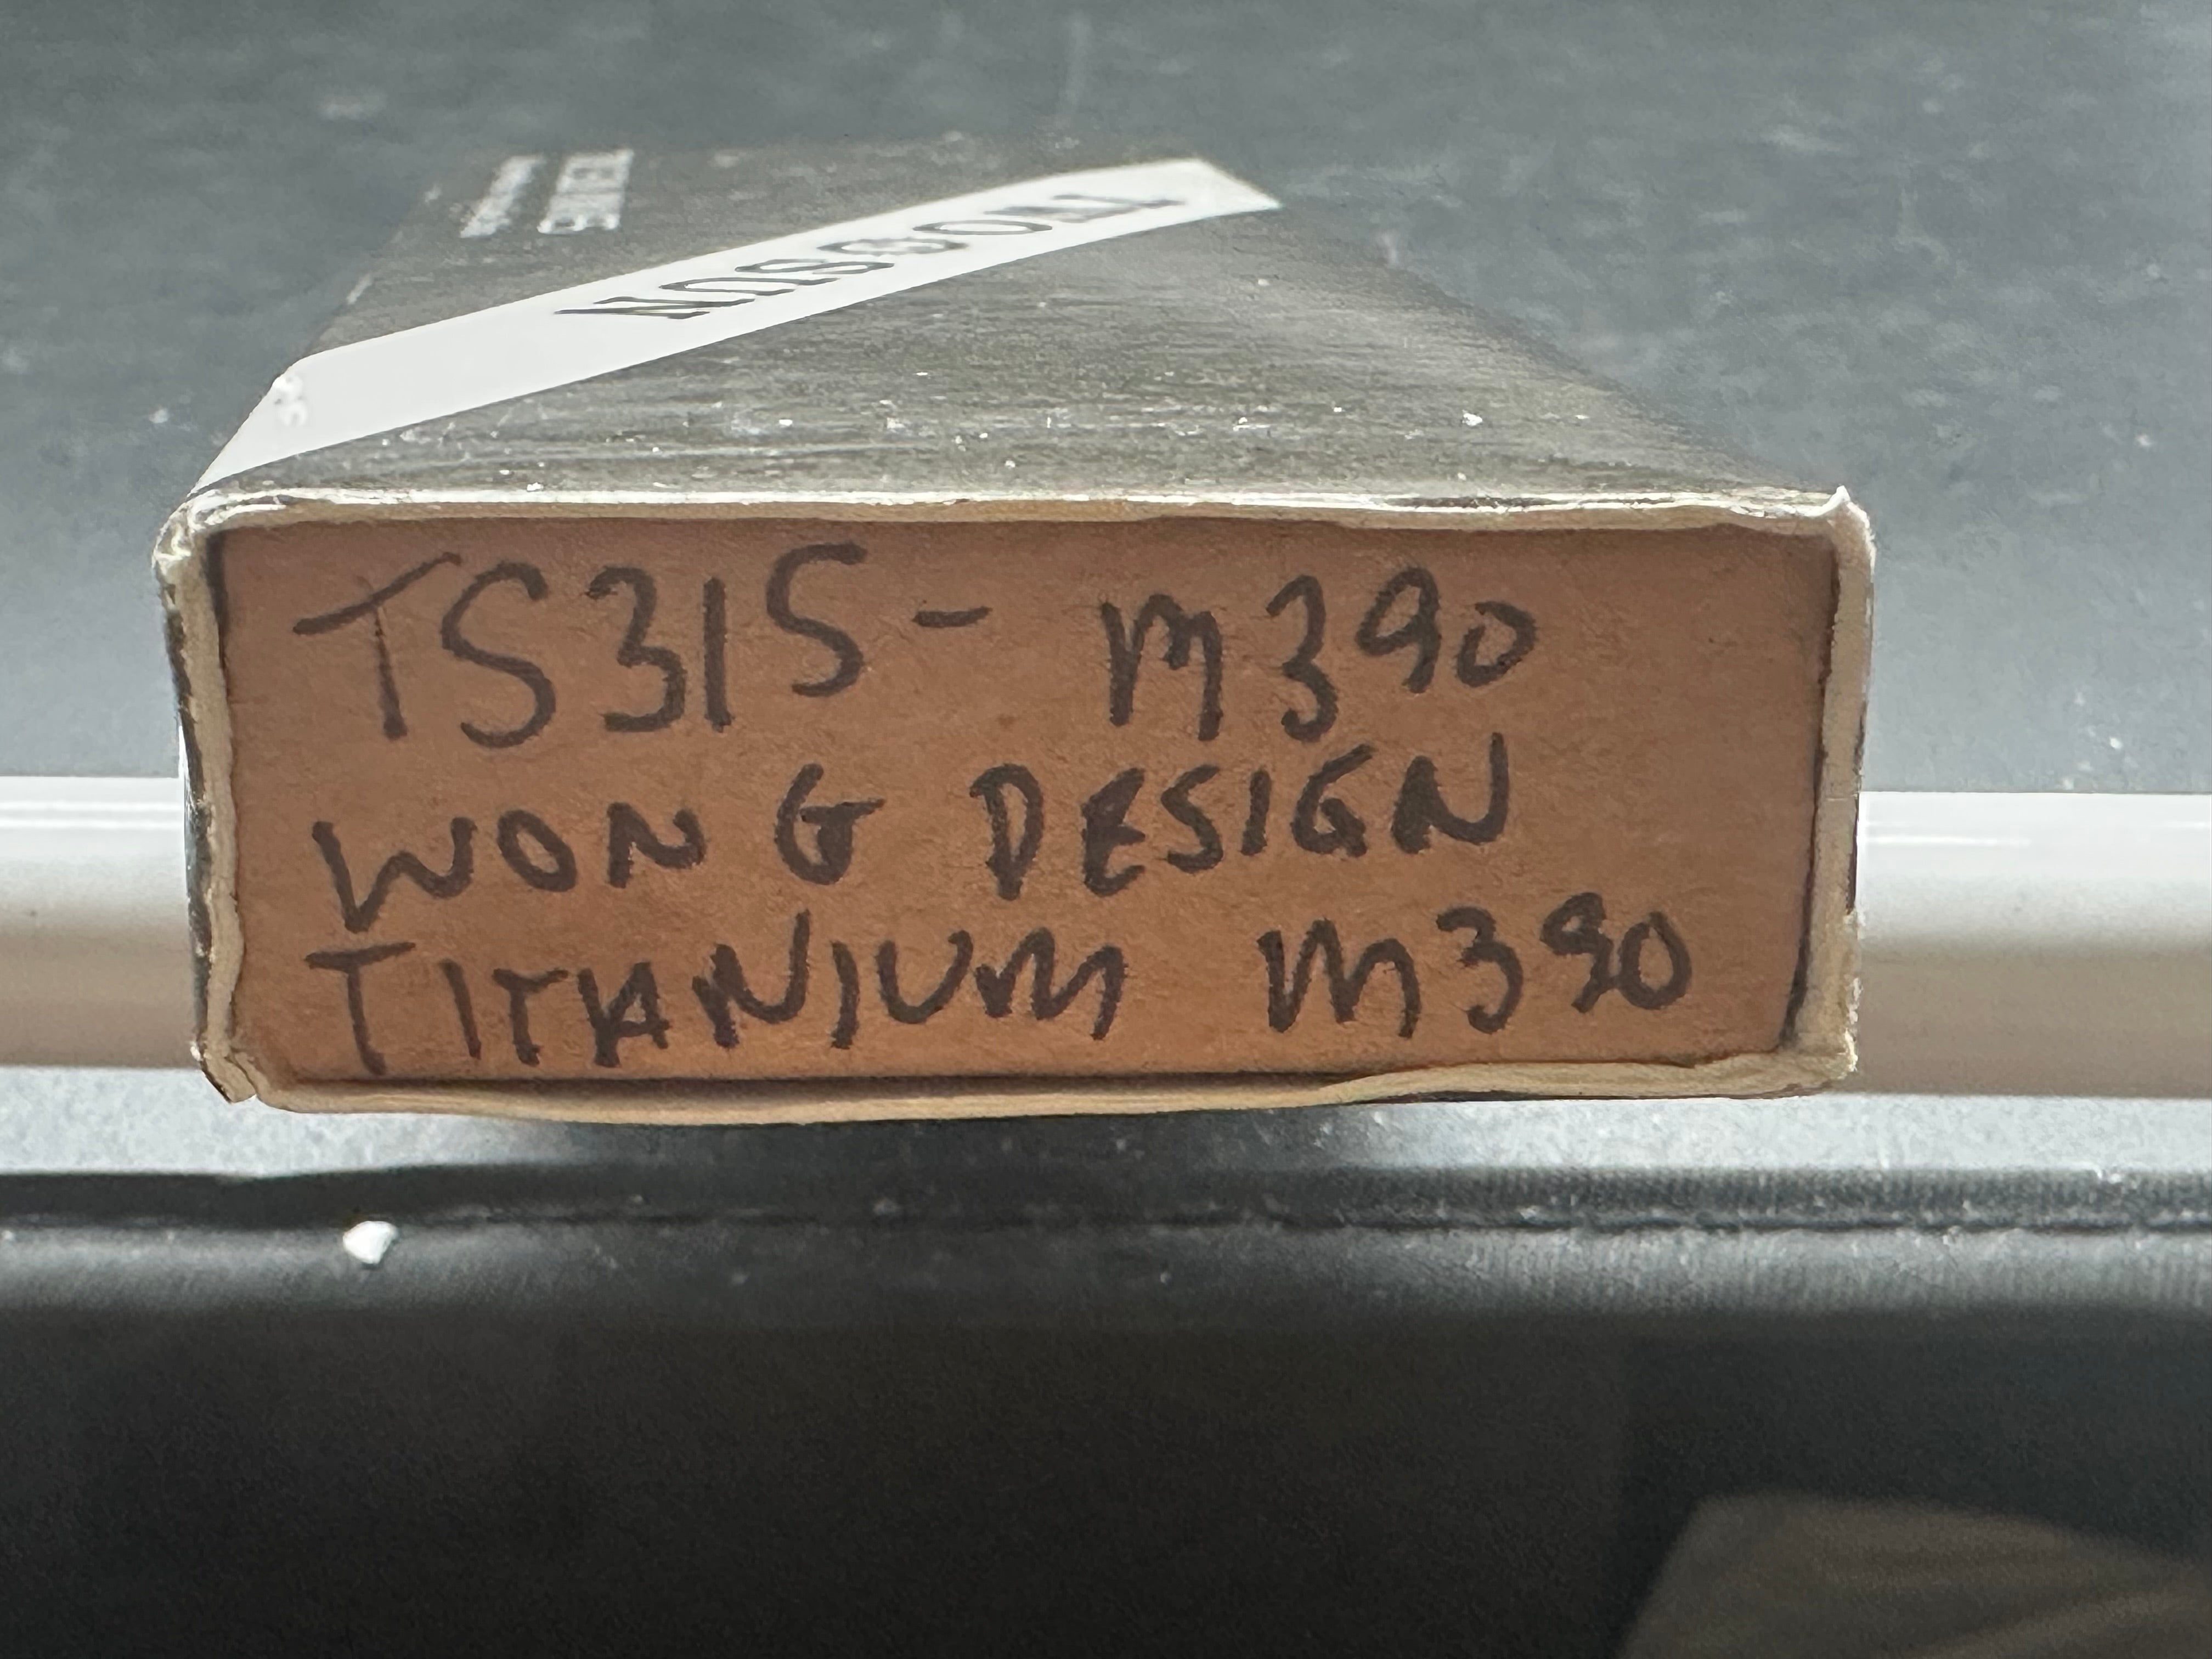 TS315- M390
WONG DESIGN
TITANIUM M390